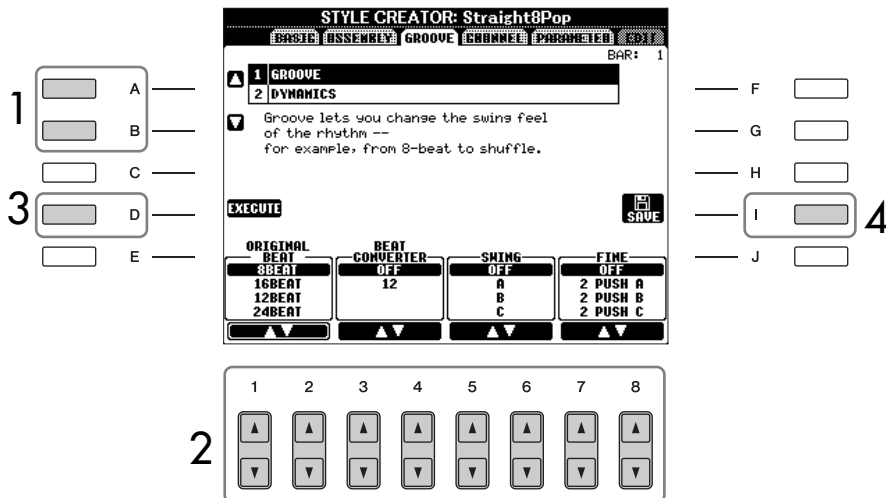 STYLE CREATOR: Straight8Pop
BASIC ASSEMBLY GROOVE CHANNEL PARAMETER EDIT
BAR: 1
1 GROOVE
2 DYNAMICS
Groove lets you change the swing feel
of the rhythm --
for example, from 8-beat to shuffle.
EXECUTE
SAVE
ORIGINAL BEAT
8BEAT
16BEAT
12BEAT
24BEAT
BEAT CONVERTER
OFF
12
SWING
OFF
A
B
C
FINE
OFF
2 PUSH A
2 PUSH B
2 PUSH C
1
3
A
B
C
D
E
F
G
H
I
J
4
2
1 2 3 4 5 6 7 8